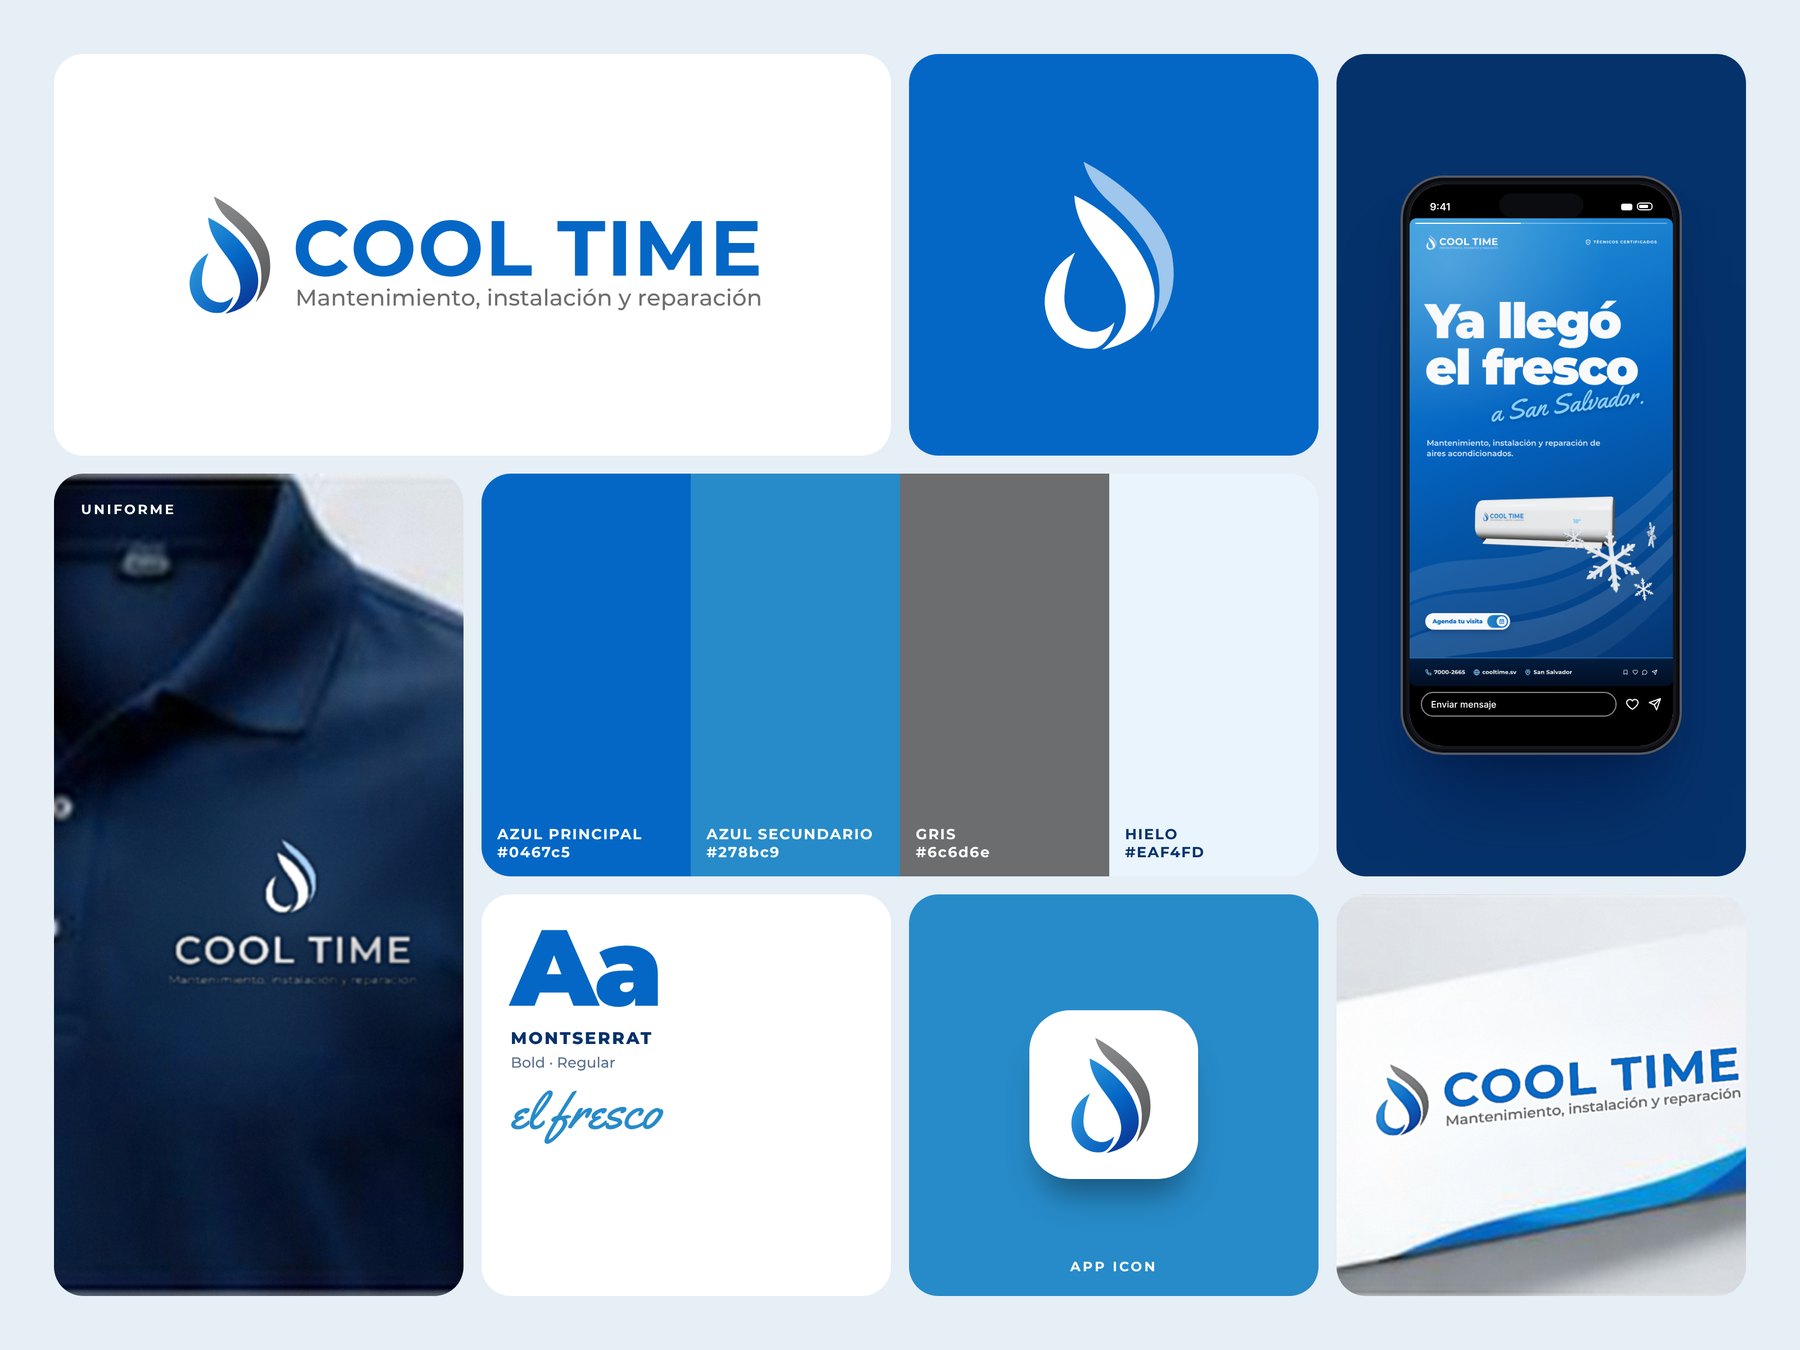 COOL TIME
Mantenimiento, instalación y reparación
9:41
COOL TIME
TÉCNICOS CERTIFICADOS
Ya llegó
el fresco
a San Salvador.
Mantenimiento, instalación y reparación de
aires acondicionados.
COOL TIME
18°
Agenda tu visita
7000-2665
cooltime.sv
San Salvador
Enviar mensaje
UNIFORME
COOL TIME
Mantenimiento, instalación y reparación
AZUL PRINCIPAL
#0467c5
AZUL SECUNDARIO
#278bc9
GRIS
#6c6d6e
HIELO
#EAF4FD
Aa
MONTSERRAT
Bold · Regular
el fresco
APP ICON
COOL TIME
Mantenimiento, instalación y reparación